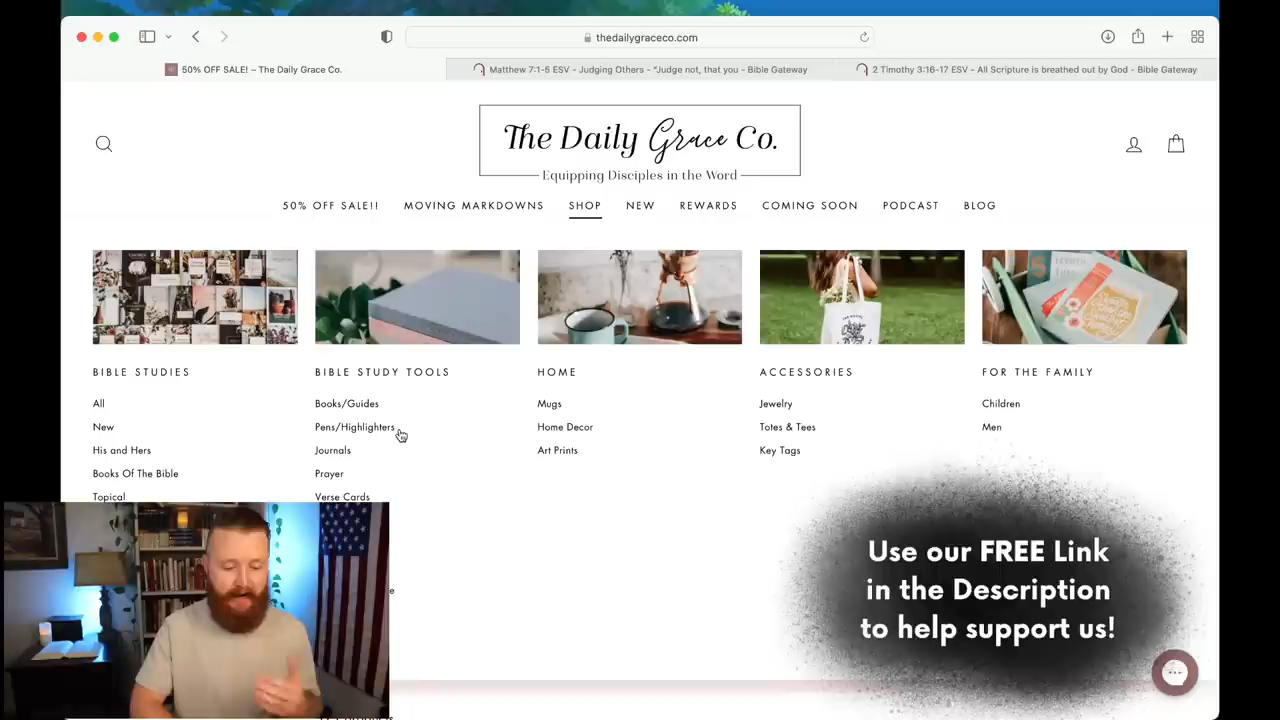 thedailygraceco.com
50% OFF SALE! – The Daily Grace Co.
Matthew 7:1-5 ESV - Judging Others - "Judge not, that you - Bible Gateway
2 Timothy 3:16-17 ESV - All Scripture is breathed out by God - Bible Gateway
The Daily Grace Co.
Equipping Disciples in the Word
50% OFF SALE!! MOVING MARKDOWNS SHOP NEW REWARDS COMING SOON PODCAST BLOG
BIBLE STUDIES
All
New
His and Hers
Books Of The Bible
Topical
BIBLE STUDY TOOLS
Books/Guides
Pens/Highlighters
Journals
Prayer
Verse Cards
HOME
Mugs
Home Decor
Art Prints
ACCESSORIES
Jewelry
Totes & Tees
Key Tags
FOR THE FAMILY
Children
Men
Use our FREE Link
in the Description
to help support us!